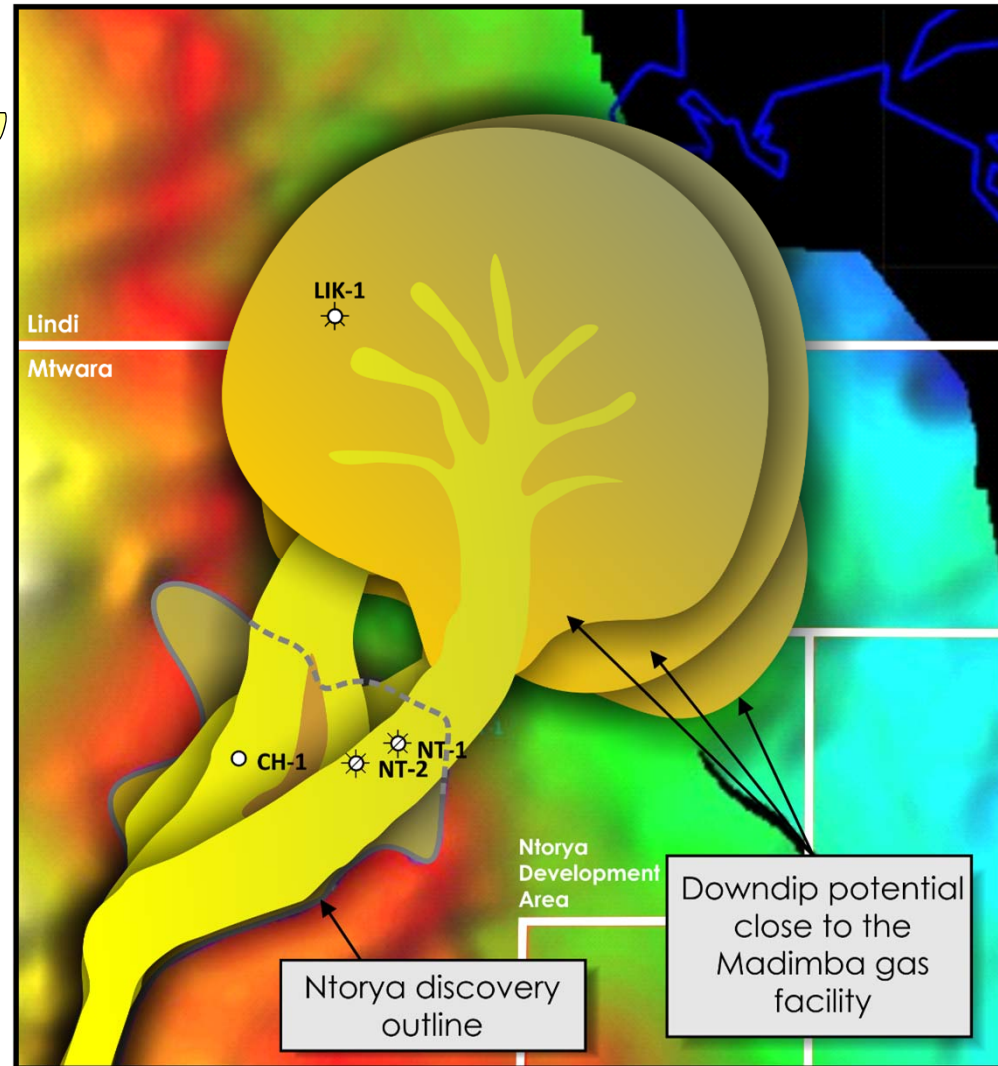 LIK-1
Lindi
Mtwara
CH-1
NT-1
NT-2
Ntorya
Development
Area
Downdip potential
close to the
Madimba gas
facility
Ntorya discovery
outline